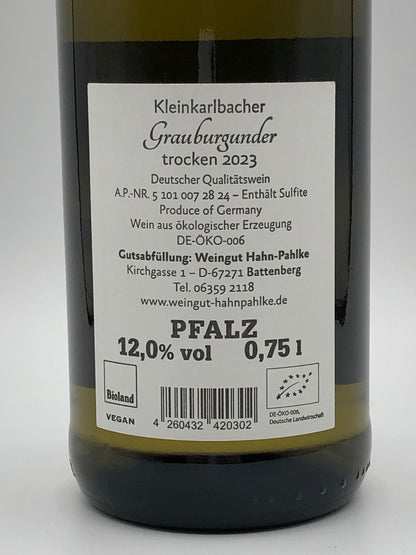 Kleinkarlbacher
Grauburgunder
trocken 2023
Deutscher Qualitätswein
A.P.-NR. 5 101 007 28 24 – Enthält Sulfite
Produce of Germany
Wein aus ökologischer Erzeugung
DE-ÖKO-006
Gutsabfüllung: Weingut Hahn-Pahlke
Kirchgasse 1 – D-67271 Battenberg
Tel. 06359 2118
www.weingut-hahnpahlke.de
PFALZ
12,0% vol 0,75 l
Bioland
VEGAN
4 260432 420302
DE-ÖKO-006,
Deutsche Landwirtschaft